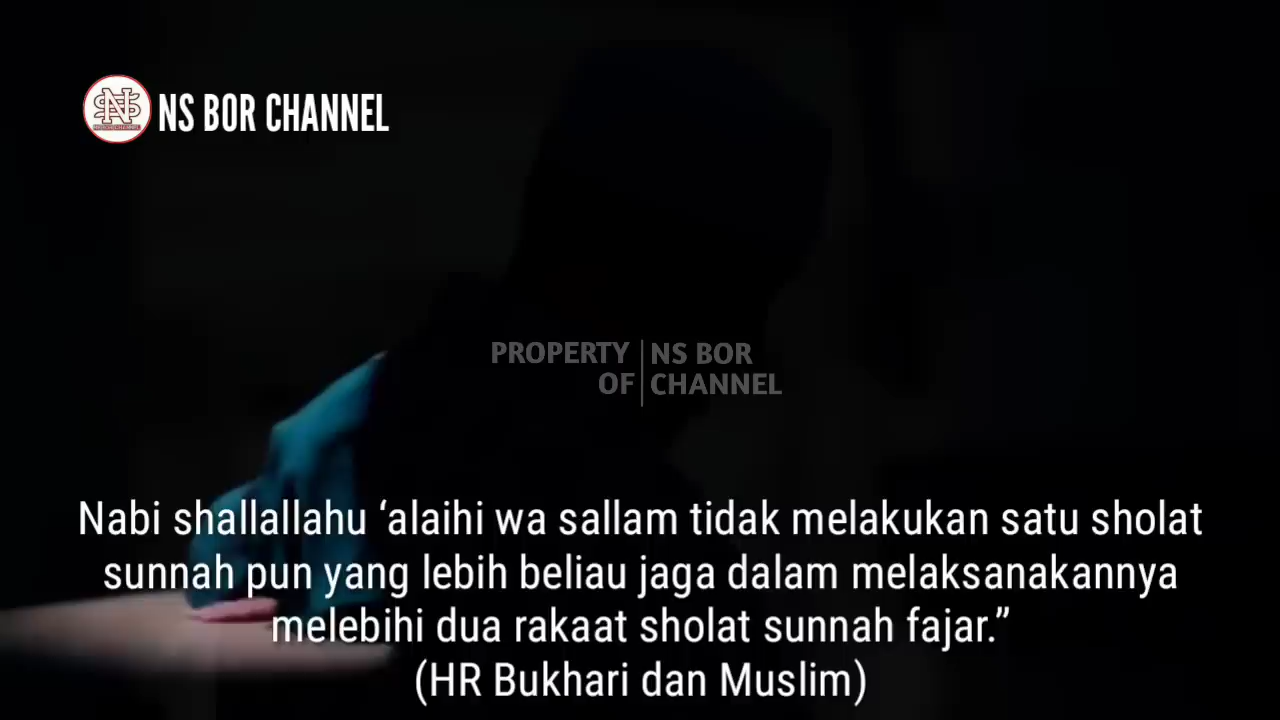 NS BOR CHANNEL
PROPERTY OF
NS BOR CHANNEL
Nabi shallallahu ‘alaihi wa sallam tidak melakukan satu sholat
sunnah pun yang lebih beliau jaga dalam melaksanakannya
melebihi dua rakaat sholat sunnah fajar.”
(HR Bukhari dan Muslim)